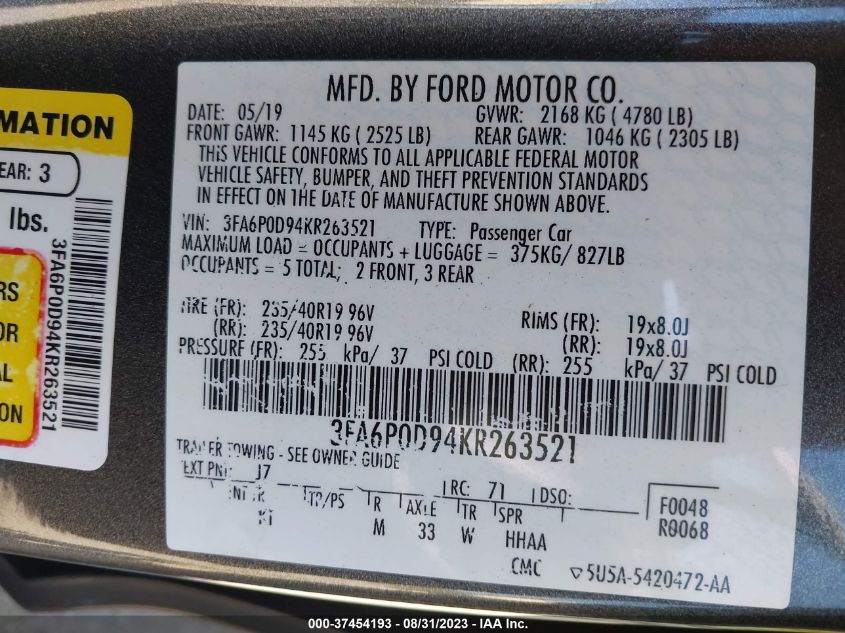 MFD. BY FORD MOTOR CO.
DATE: 05/19 GVWR: 2168 KG ( 4780 LB)
FRONT GAWR: 1145 KG ( 2525 LB) REAR GAWR: 1046 KG ( 2305 LB)
THIS VEHICLE CONFORMS TO ALL APPLICABLE FEDERAL MOTOR
VEHICLE SAFETY, BUMPER, AND THEFT PREVENTION STANDARDS
IN EFFECT ON THE DATE OF MANUFACTURE SHOWN ABOVE.
VIN: 3FA6P0D94KR263521 TYPE: Passenger Car
MAXIMUM LOAD = OCCUPANTS + LUGGAGE = 375KG/ 827LB
OCCUPANTS = 5 TOTAL; 2 FRONT, 3 REAR
TIRE (FR): 235/40R19 96V RIMS (FR): 19x8.0J
(RR): 235/40R19 96V (RR): 19x8.0J
PRESSURE (FR): 255 kPa/ 37 PSI COLD (RR): 255 kPa/ 37 PSI COLD
3FA6P0D94KR263521
TRAILER TOWING - SEE OWNER GUIDE
EXT PNT: J7 RC: 71 DSO: F0048
INT TR TP/PS R AXLE TR SPR R0068
M 33 W HHAA
CMC 5U5A-5420472-AA
MATION
EAR: 3
lbs.
RS
OR
AL
ON
3FA6P0D94KR263521
000-37454193 - 08/31/2023 - IAA Inc.